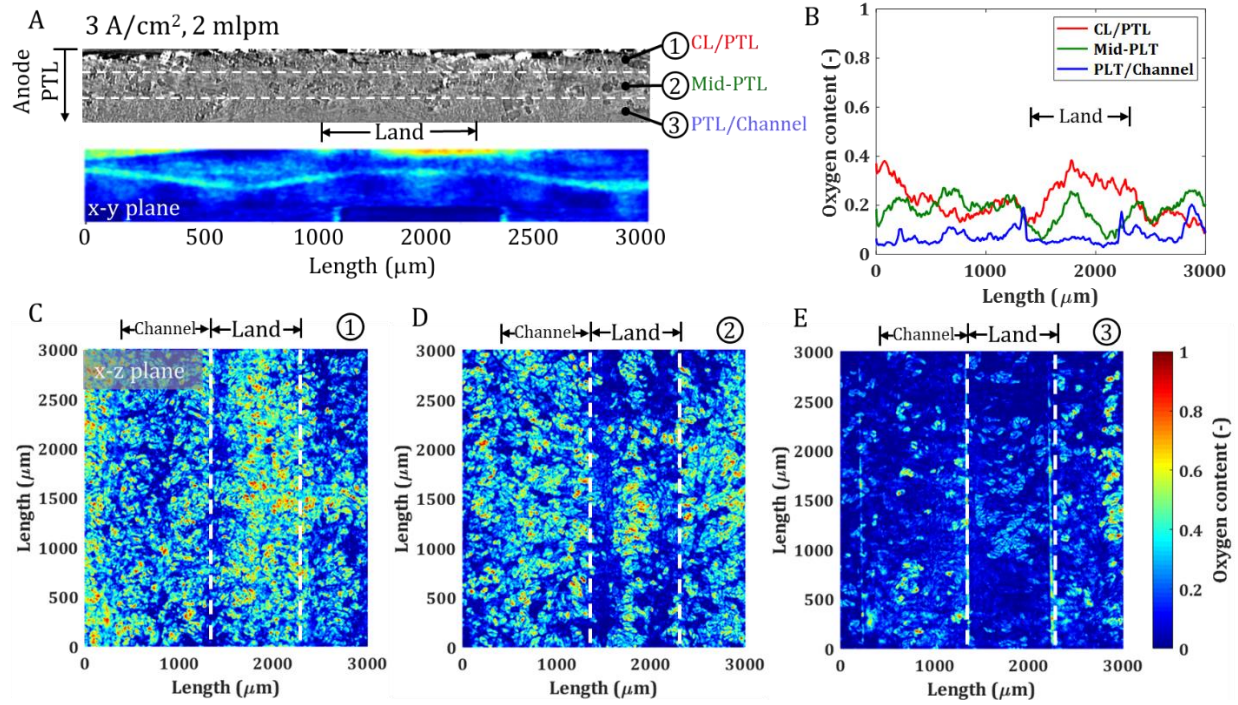 A
3 A/cm², 2 mlpm
Anode
PTL
① CL/PTL
② Mid-PTL
③ PTL/Channel
Land
x-y plane
0 500 1000 2000 2500 3000
Length (μm)
B
1
0.8
0.6
0.4
0.2
0
Oxygen content (-)
CL/PTL
Mid-PLT
PLT/Channel
Land
0 1000 2000 3000
Length (μm)
C
Channel Land ①
x-z plane
3000
2500
2000
1500
1000
500
0
Length (μm)
0 1000 2000 3000
Length (μm)
D
Channel Land ②
3000
2500
2000
1500
1000
500
0
Length (μm)
0 1000 2000 3000
Length (μm)
E
Channel Land ③
3000
2500
2000
1500
1000
500
0
Length (μm)
0 1000 2000 3000
Length (μm)
1
0.8
0.6
0.4
0.2
0
Oxygen content (-)